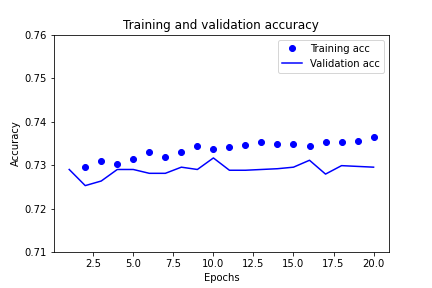 Training and validation accuracy
0.76
0.75
0.74
0.73
0.72
0.71
Accuracy
Training acc
Validation acc
2.5 5.0 7.5 10.0 12.5 15.0 17.5 20.0
Epochs